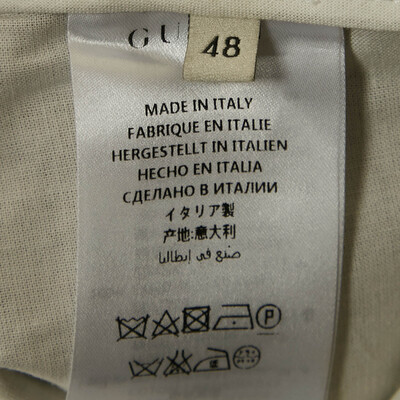 GU
48
MADE IN ITALY
FABRIQUE EN ITALIE
HERGESTELLT IN ITALIEN
HECHO EN ITALIA
СДЕЛАНО В ИТАЛИИ
イタリア製
产地:意大利
صنع في إيطاليا
P